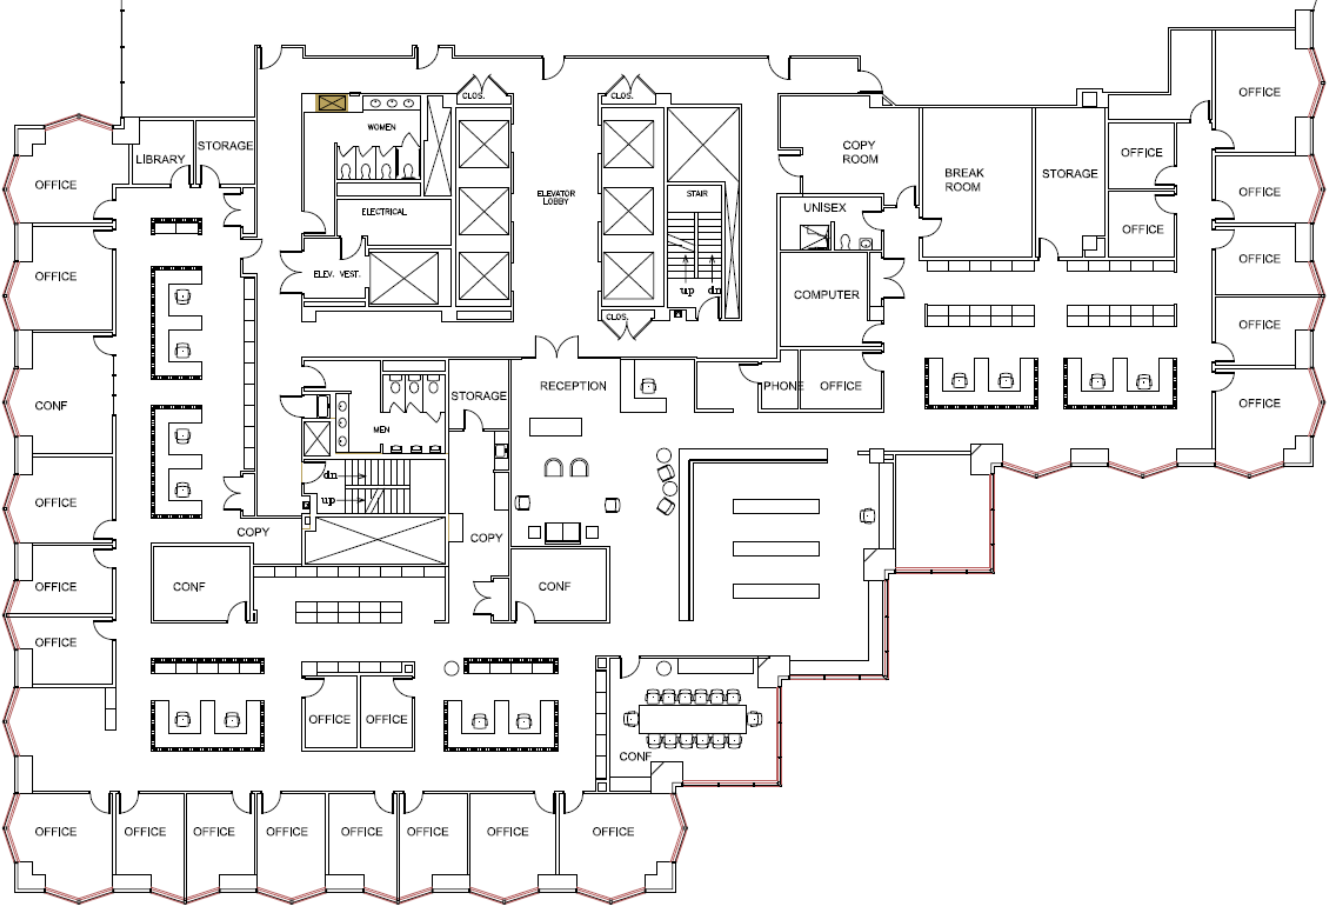 OFFICE
CLOS.
CLOS.
WOMEN
LIBRARY
STORAGE
COPY
ROOM
OFFICE
BREAK
ROOM
STORAGE
OFFICE
OFFICE
ELEVATOR
LOBBY
STAIR
UNISEX
ELECTRICAL
OFFICE
OFFICE
OFFICE
ELEV. VEST.
up
dn
COMPUTER
CLOS.
OFFICE
RECEPTION
PHONE
OFFICE
STORAGE
CONF
OFFICE
MEN
dn
up
OFFICE
COPY
COPY
OFFICE
CONF
CONF
OFFICE
OFFICE
OFFICE
CONF
OFFICE
OFFICE
OFFICE
OFFICE
OFFICE
OFFICE
OFFICE
OFFICE